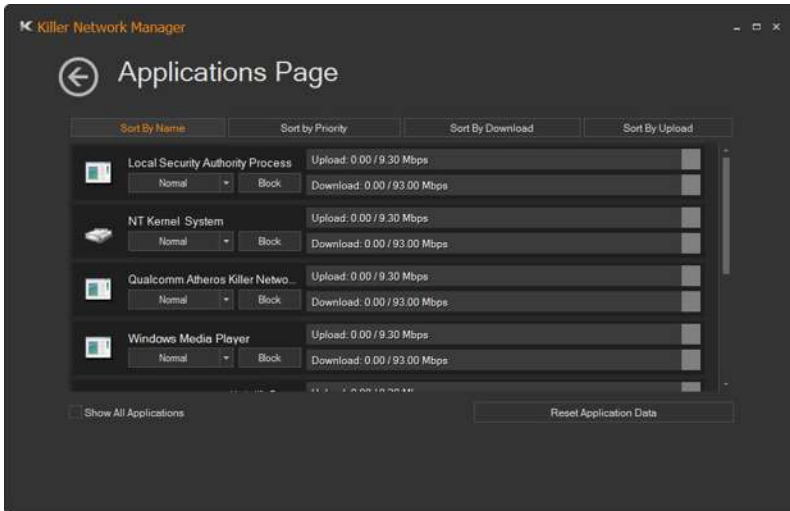 Killer Network Manager
Applications Page
Sort By Name
Sort by Priority
Sort By Download
Sort By Upload
Local Security Authority Process
Normal
Block
Upload: 0.00 / 9.30 Mbps
Download: 0.00 / 93.00 Mbps
NT Kernel System
Normal
Block
Upload: 0.00 / 9.30 Mbps
Download: 0.00 / 93.00 Mbps
Qualcomm Atheros Killer Netwo...
Normal
Block
Upload: 0.00 / 9.30 Mbps
Download: 0.00 / 93.00 Mbps
Windows Media Player
Normal
Block
Upload: 0.00 / 9.30 Mbps
Download: 0.00 / 93.00 Mbps
Show All Applications
Reset Application Data